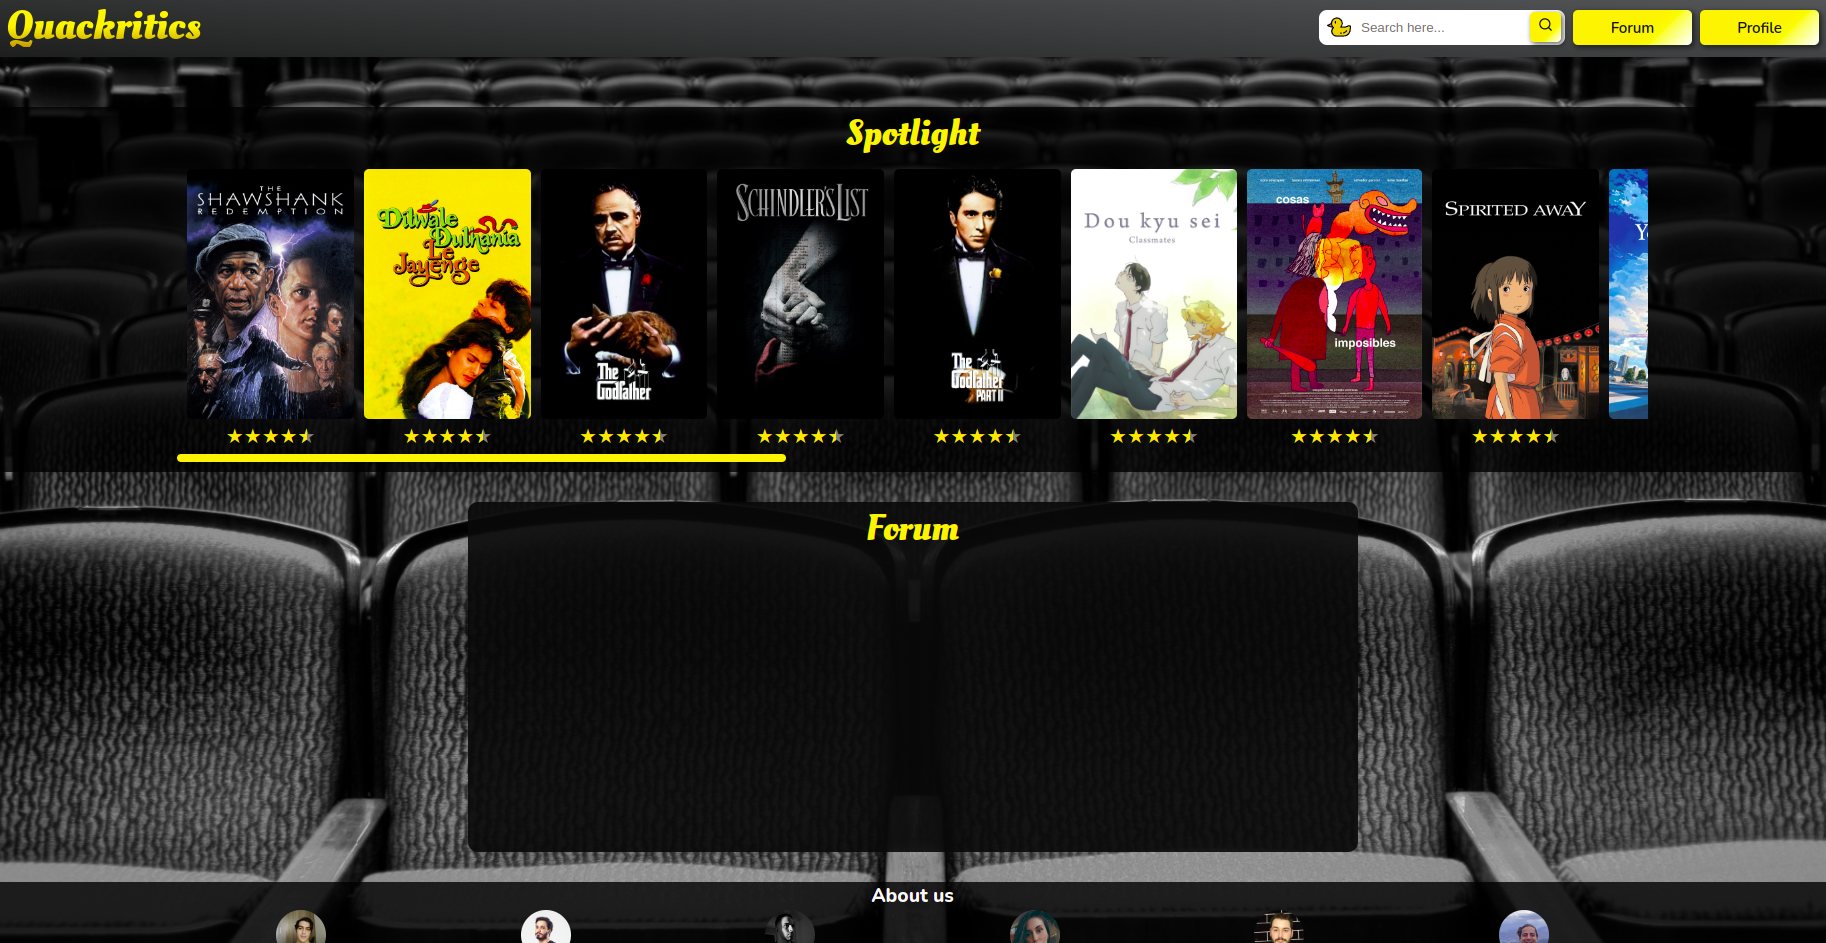 Quackritics
Search here...
Forum
Profile
Spotlight
THE
SHAWSHANK
REDEMPTION
Dilwale
Dulhania
Le
Jayenge
The
Godfather
SCHINDLER'S LIST
The
Godfather
PART II
Dou kyu sei
Classmates
cosas
imposibles
SPIRITED AWAY
Forum
About us